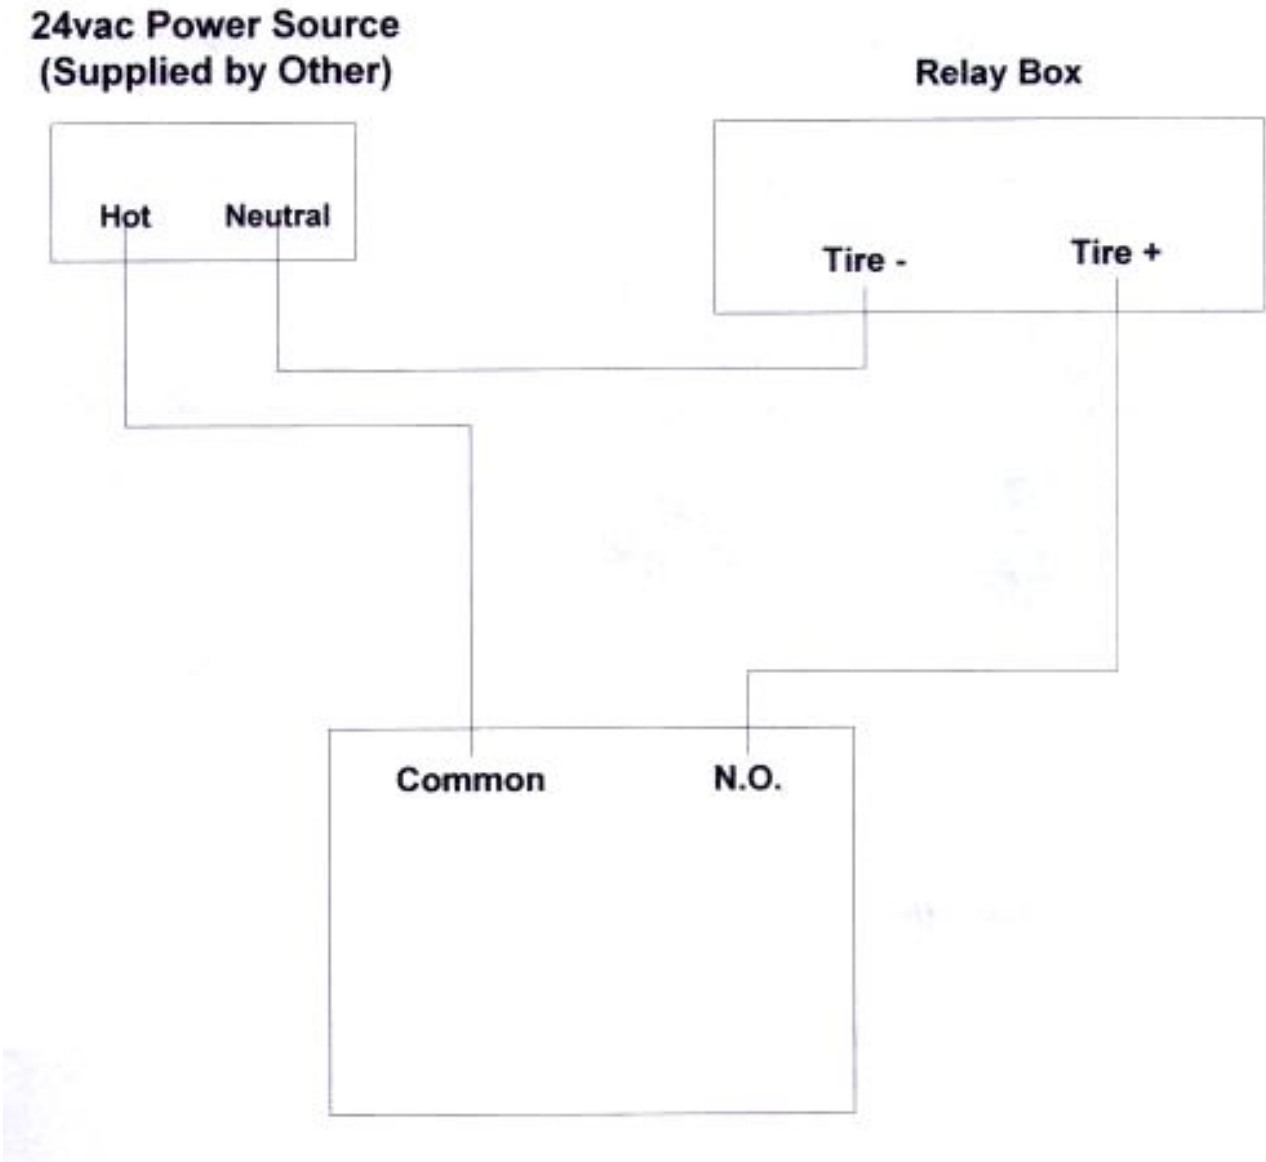 24vac Power Source
(Supplied by Other)
Relay Box
Hot Neutral
Tire - Tire +
Common N.O.